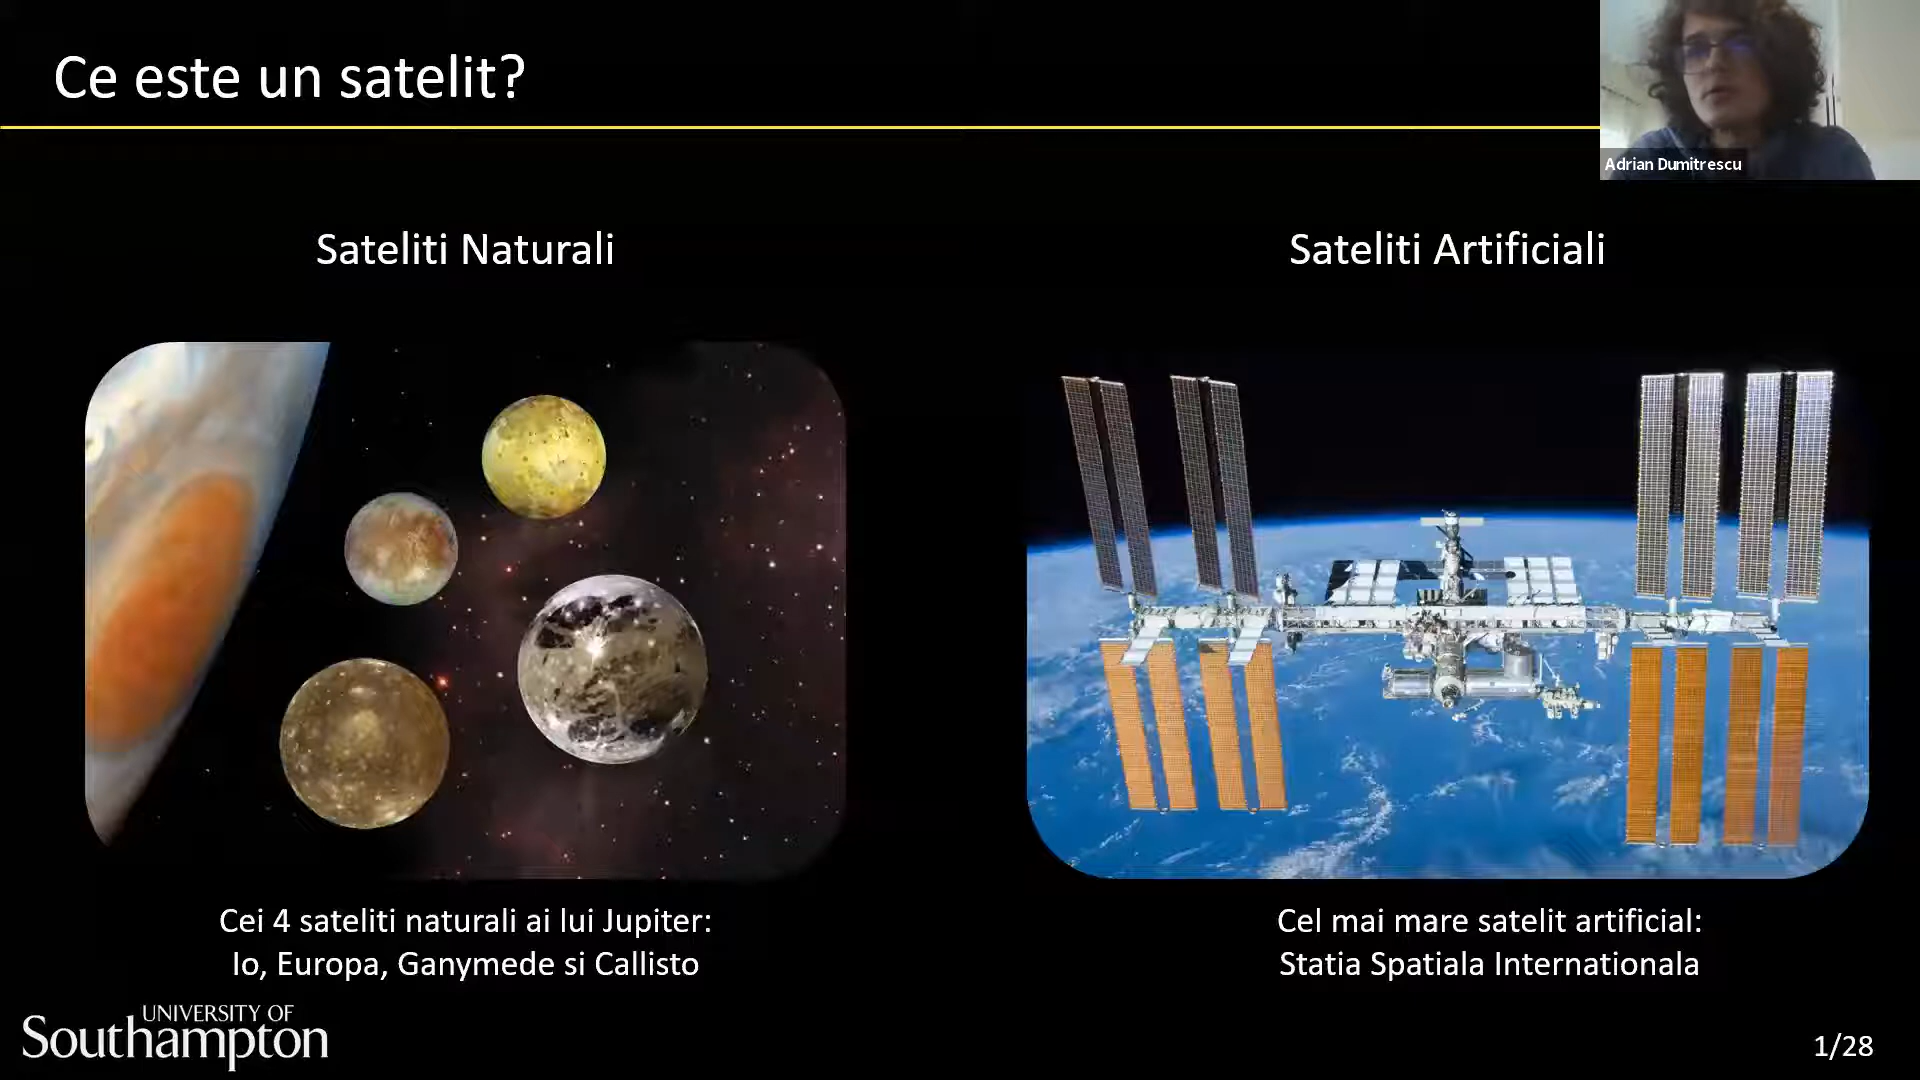 Ce este un satelit?
Adrian Dumitrescu
Sateliti Naturali
Sateliti Artificiali
Cei 4 sateliti naturali ai lui Jupiter:
Io, Europa, Ganymede si Callisto
Cel mai mare satelit artificial:
Statia Spatiala Internationala
UNIVERSITY OF
Southampton
1/28